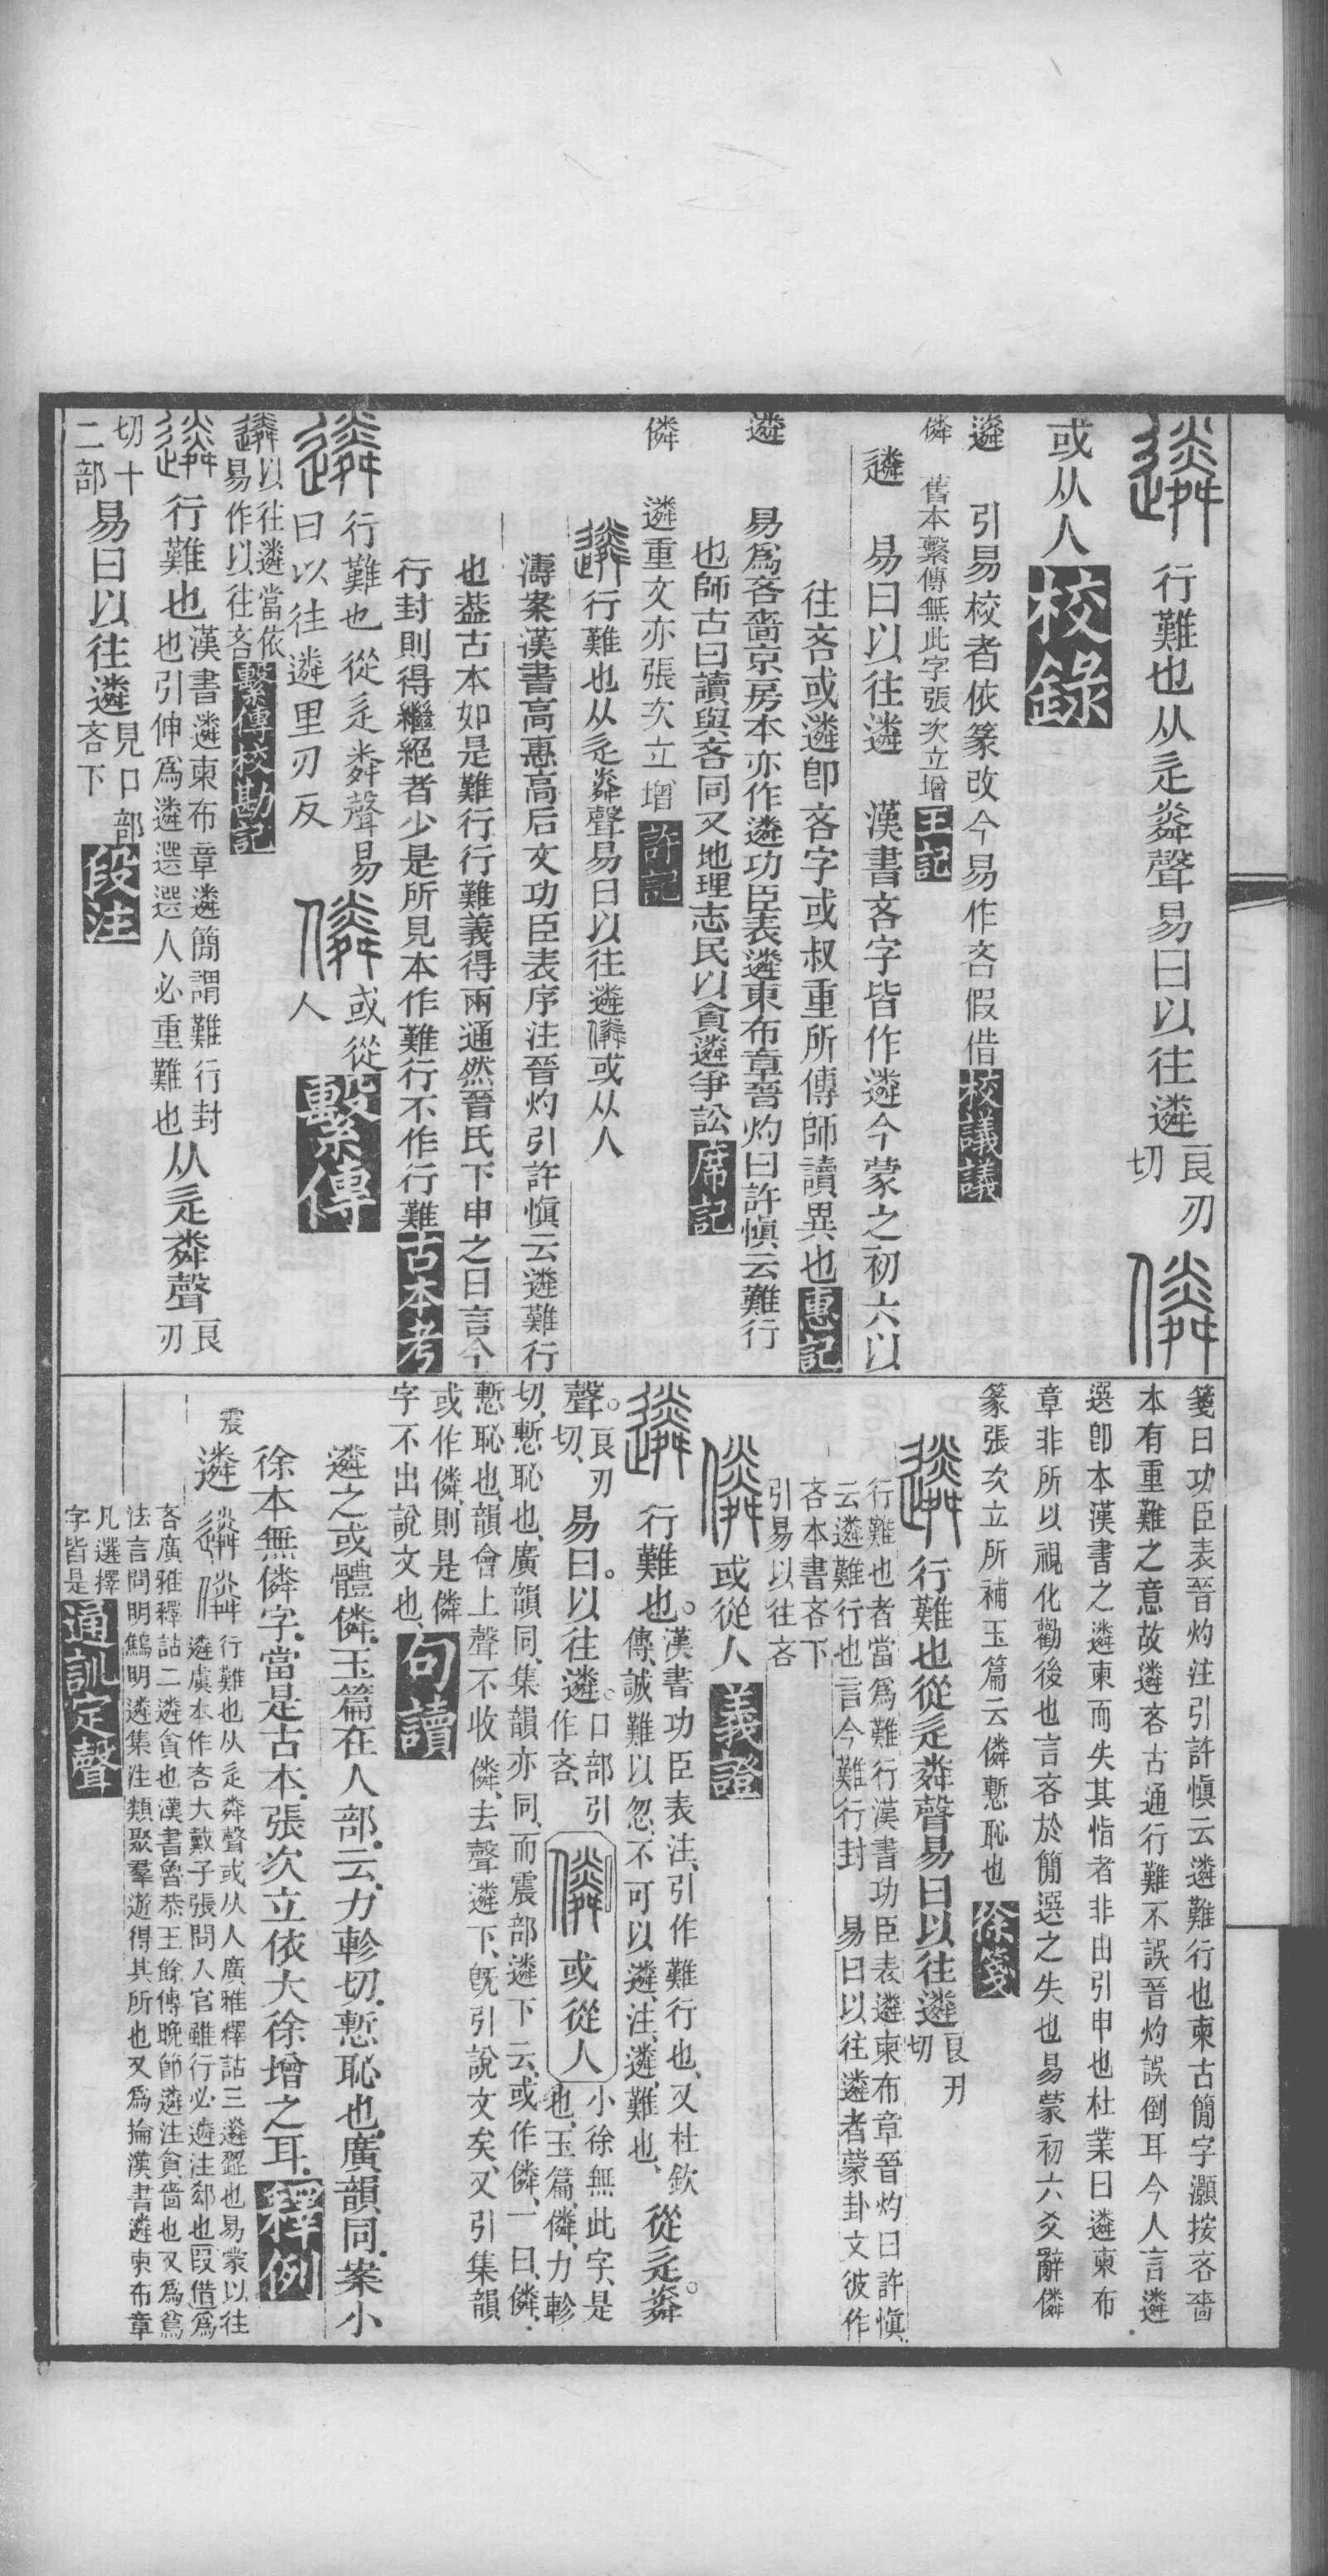 遴 行難也从辵粦聲易曰以往遴良刃切 僯
或从人校錄
遴 引易校者依篆改今易作吝假借校議議
僯 舊本繫傳無此字張次立增王記
遴 易曰以往遴 漢書吝字皆作遴今蒙之初六以
往吝或遴卽吝字或叔重所傳師讀異也惠記
遴 易爲吝嗇京房本亦作遴功臣表遴柬布章晉灼曰許愼云難行
也師古曰讀與吝同又地理志民以貪遴爭訟席記
僯 遴重文亦張次立增許記
遴行難也从辵粦聲易曰以往遴僯或从人
濤案漢書高惠高后文功臣表序注晉灼引許愼云遴難行
也葢古本如是難行行難義得兩通然晉氏下申之曰言今
行封則得繼絕者少是所見本作難行不作行難古本考
遴 行難也從辵粦聲易曰以往遴里刃反 僯 或從人繫傳
遴以往遴當依易作以往吝繫傳校勘記
遴 行難也漢書遴柬布章遴簡謂難行封也引伸爲遴選選人必重難也从辵粦聲良刃
切十二部易曰以往遴見口部吝下段注
箋曰功臣表晉灼注引許愼云遴難行也柬古簡字灝按吝嗇
本有重難之意故遴吝古通行難不誤晉灼誤倒耳今人言遴
選卽本漢書之遴柬而失其恉者非由引申也杜業曰遴柬布
章非所以視化勸後也言吝於簡選之失也易蒙初六爻辭僯
篆張次立所補玉篇云僯慙恥也徐箋
遴 行難也從辵粦聲易曰以往遴良刃切
行難也者當爲難行漢書功臣表遴柬布章晉灼曰許愼
云遴難行也言今難行封 易曰以往遴者蒙卦文彼作
吝本書吝下引易以往吝
僯 或從人義證
遴 行難也。漢書功臣表注、引作難行也、又杜欽傳、誠難以忽、不可以遴、注、遴、難也、從辵粦。
聲。良刃切、易曰。以往遴。口部引作吝、僯 或從人小徐無此字、是也、玉篇、僯、力軫
切、慙恥也、廣韻同、集韻亦同、而震部遴下云、或作僯、一曰、僯、
慙恥也、韻會上聲不收僯、去聲遴下、既引說文矣、又引集韻
或作僯、則是僯字不出說文也、句讀
遴之或體僯、玉篇在人部、云、力軫切、慙恥也、廣韻同、案小
徐本無僯字、當是古本、張次立依大徐增之耳、釋例
震
遴 遴僯 行難也从辵粦聲或从人廣雅釋詁三遴歰也易蒙以往
遴虞本作吝大戴子張問入官雖行必遴注郄也叚借爲
吝廣雅釋詁二遴貪也漢書魯恭王餘傳晚節遴注貪嗇也又爲
法言問明鷦明遴集注類聚羣遊得其所也又爲掄漢書遴柬布章
凡選擇字皆是通訓定聲